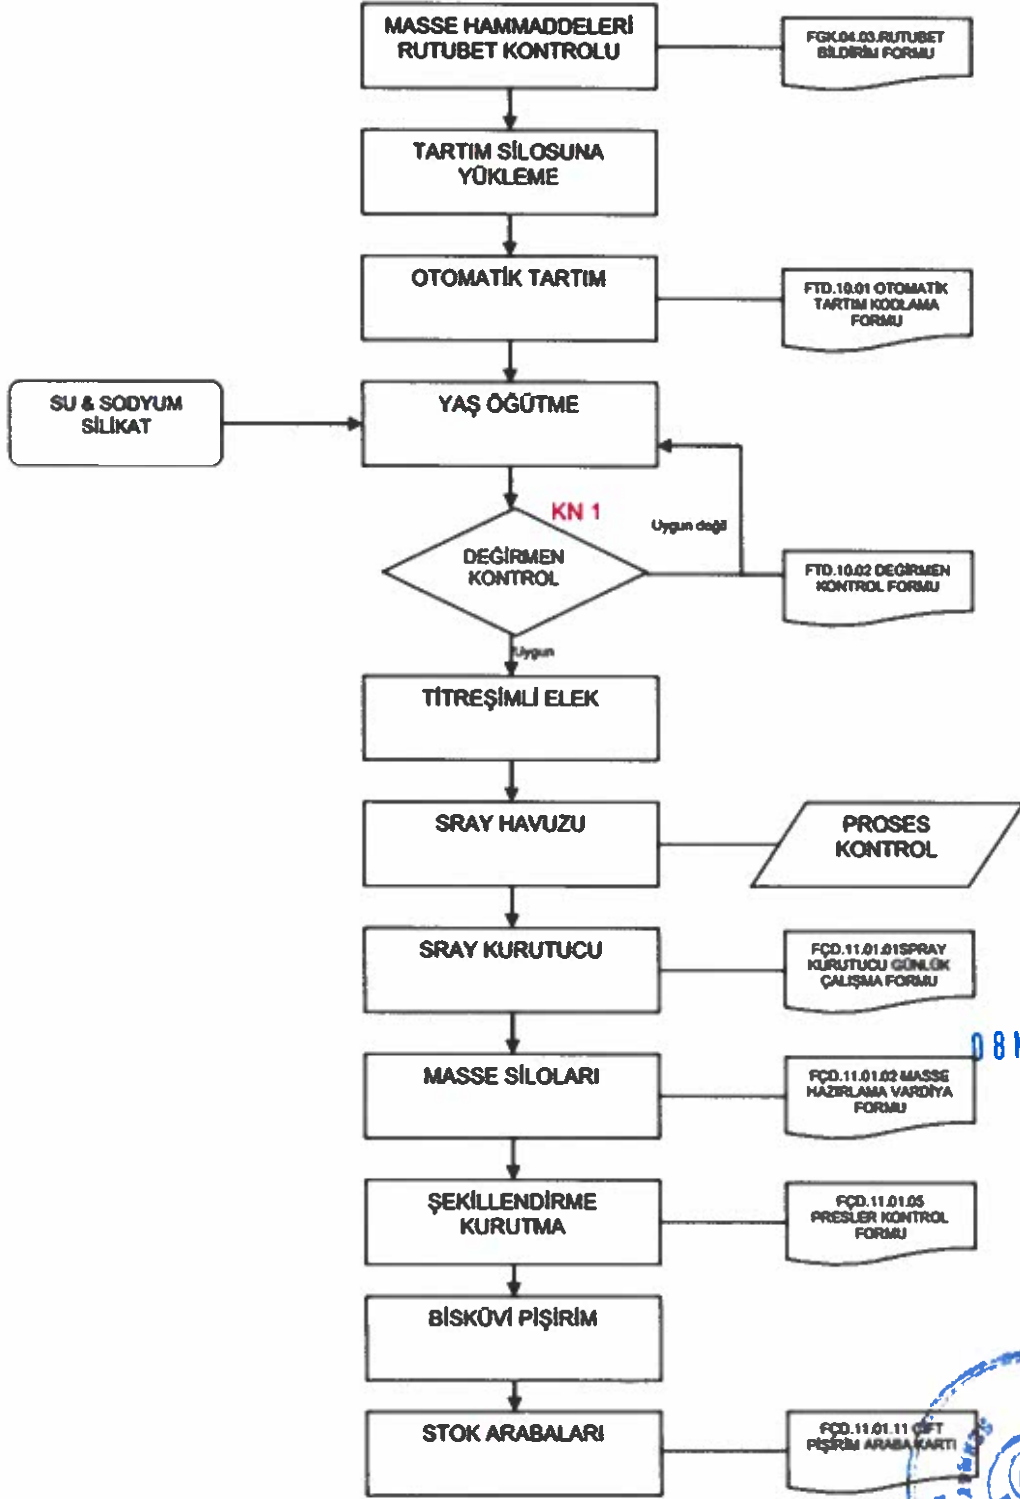 MASSE HAMMADDELERİ
RUTUBET KONTROLU
FGK.04.03.RUTUBET
BİLDİRİM FORMU
TARTIM SİLOSUNA
YÜKLEME
OTOMATİK TARTIM
FTD.10.01 OTOMATİK
TARTIM KODLAMA
FORMU
SU & SODYUM
SİLİKAT
YAŞ ÖĞÜTME
KN 1
Uygun değil
DEĞİRMEN
KONTROL
FTD.10.02 DEĞİRMEN
KONTROL FORMU
Uygun
TİTREŞİMLİ ELEK
SRAY HAVUZU
PROSES
KONTROL
SRAY KURUTUCU
FÇD.11.01.01SPRAY
KURUTUCU GÜNLÜK
ÇALIŞMA FORMU
08
MASSE SİLOLARI
FÇD.11.01.02 MASSE
HAZIRLAMA VARDİYA
FORMU
ŞEKİLLENDİRME
KURUTMA
FÇD.11.01.05
PRESLER KONTROL
FORMU
BİSKÜVİ PİŞİRİM
STOK ARABALARI
FÇD.11.01.11 ÇİFT
PİŞİRİM ARABA KARTI